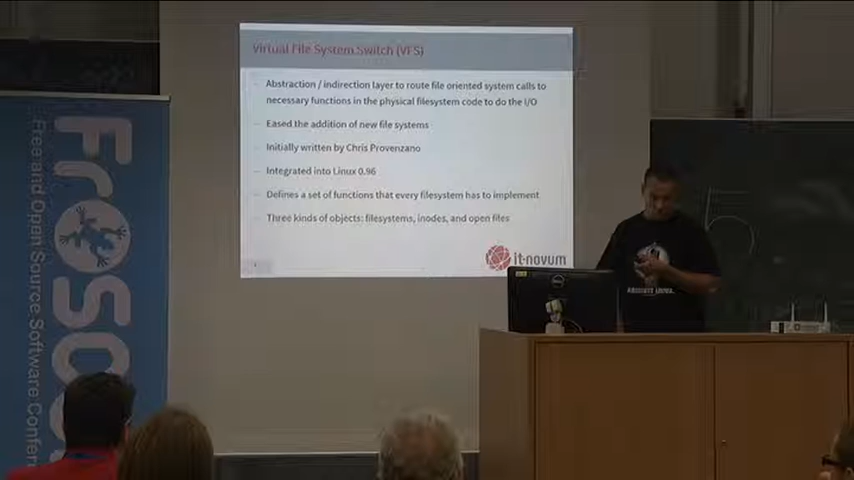 Virtual File System Switch (VFS)
– Abstraction / indirection layer to route file oriented system calls to
necessary functions in the physical filesystem code to do the I/O
– Eased the addition of new file systems
– Initially written by Chris Provenzano
– Integrated into Linux 0.96
– Defines a set of functions that every filesystem has to implement
– Three kinds of objects: filesystems, inodes, and open files
it-novum
FrOSCo
Free and Open Source Software Conferen
DELL